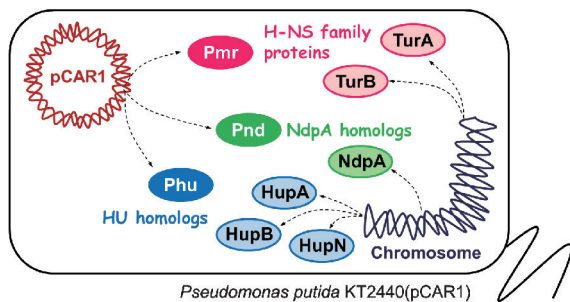 H-NS family
proteins
TurA
Pmr
pCAR1
TurB
Pnd
NdpA homologs
NdpA
Phu
HupA
HU homologs
HupB
HupN
Chromosome
Pseudomonas putida KT2440(pCAR1)